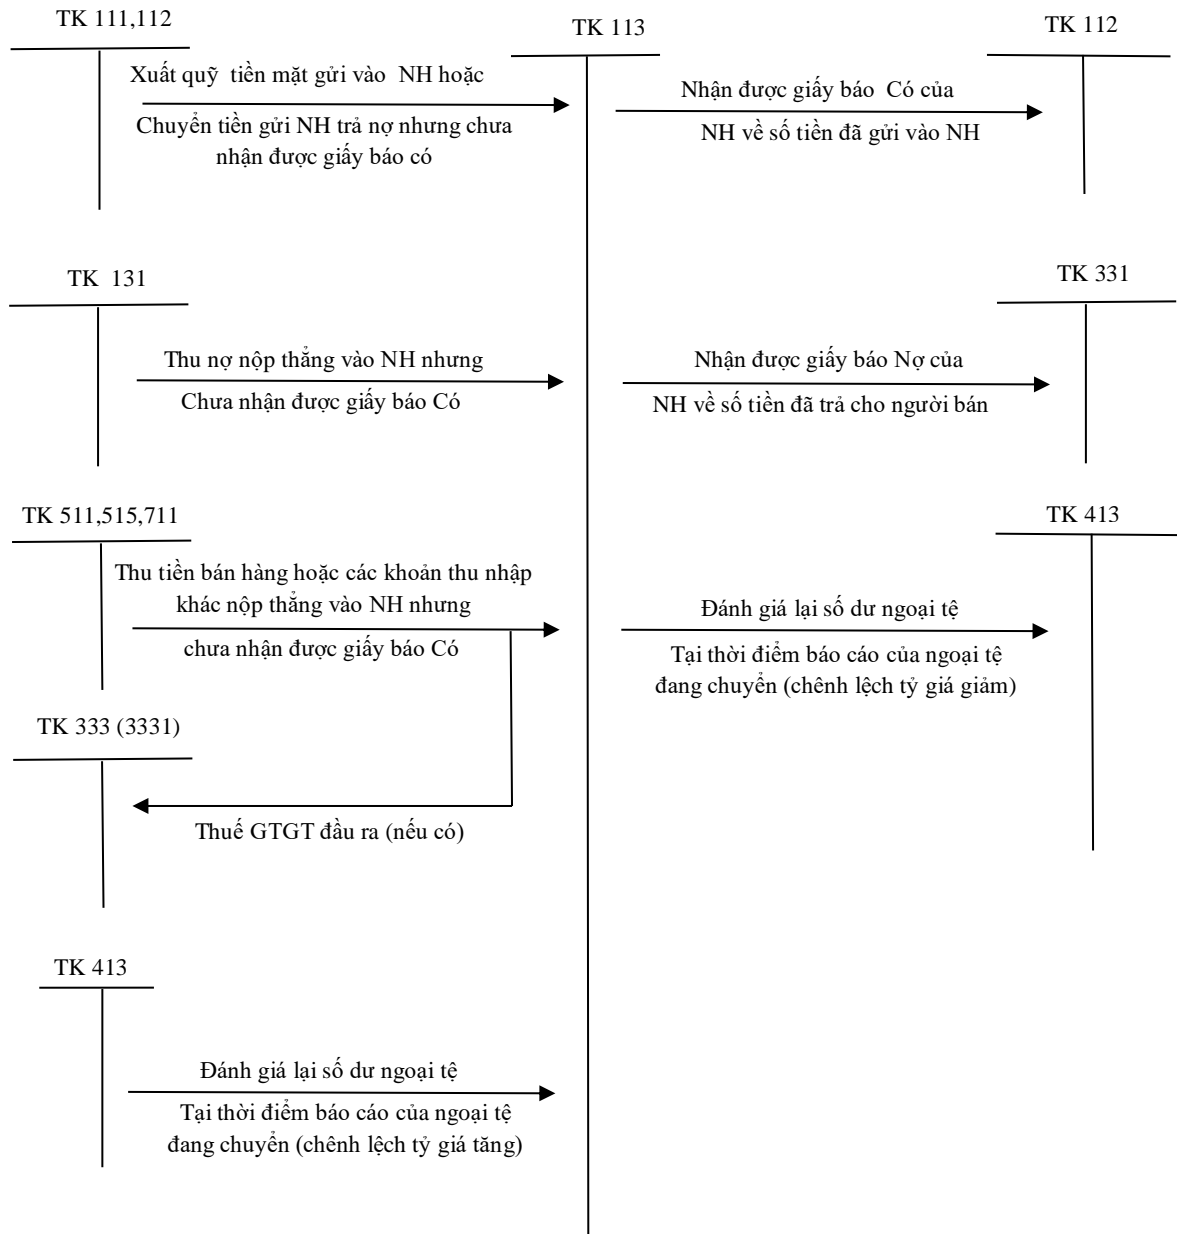 TK 111,112
TK 113
TK 112
Xuất quỹ tiền mặt gửi vào NH hoặc
Chuyển tiền gửi NH trả nợ nhưng chưa
nhận được giấy báo có
Nhận được giấy báo Có của
NH về số tiền đã gửi vào NH
TK 131
TK 331
Thu nợ nộp thẳng vào NH nhưng
Chưa nhận được giấy báo Có
Nhận được giấy báo Nợ của
NH về số tiền đã trả cho người bán
TK 511,515,711
TK 413
Thu tiền bán hàng hoặc các khoản thu nhập
khác nộp thẳng vào NH nhưng
chưa nhận được giấy báo Có
Đánh giá lại số dư ngoại tệ
Tại thời điểm báo cáo của ngoại tệ
đang chuyển (chênh lệch tỷ giá giảm)
TK 333 (3331)
Thuế GTGT đầu ra (nếu có)
TK 413
Đánh giá lại số dư ngoại tệ
Tại thời điểm báo cáo của ngoại tệ
đang chuyển (chênh lệch tỷ giá tăng)